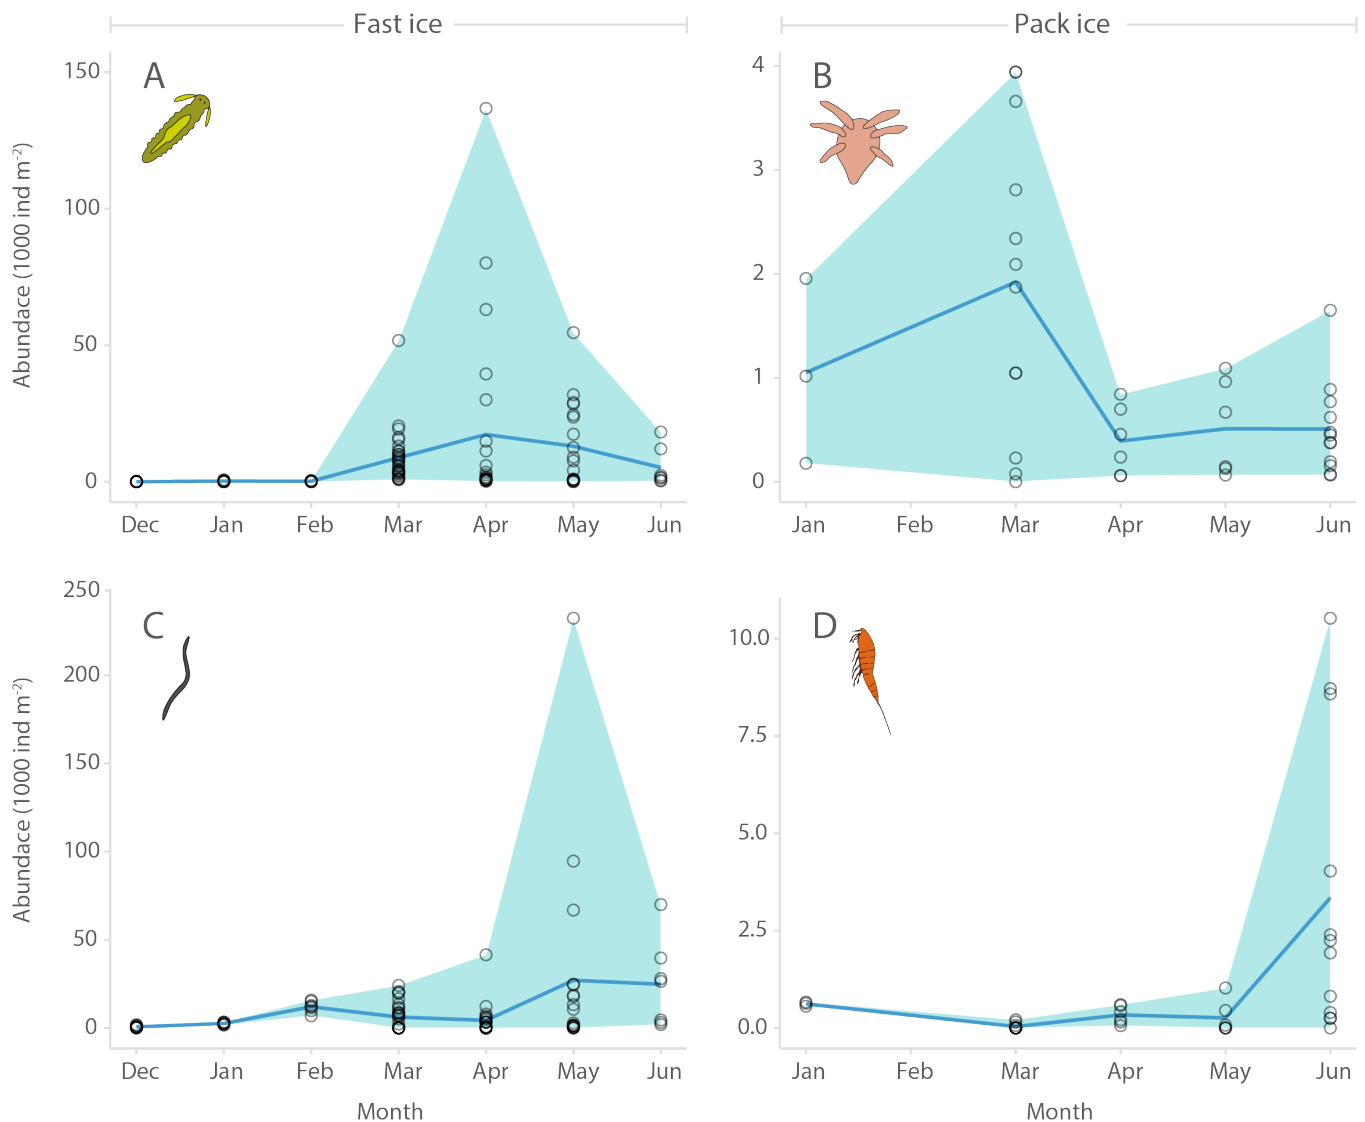 Fast ice
Pack ice
A
150
100
50
0
Abundace (1000 ind m⁻²)
Dec Jan Feb Mar Apr May Jun
B
4
3
2
1
0
Jan Feb Mar Apr May Jun
C
250
200
150
100
50
0
Abundace (1000 ind m⁻²)
Dec Jan Feb Mar Apr May Jun
Month
D
10.0
7.5
5.0
2.5
0.0
Jan Feb Mar Apr May Jun
Month